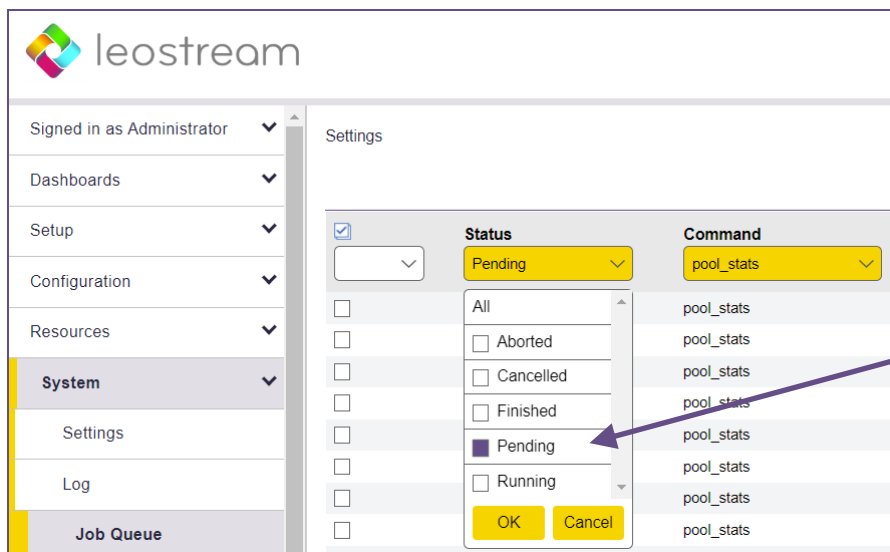 leostream
Signed in as Administrator
Dashboards
Setup
Configuration
Resources
System
Settings
Log
Job Queue
Settings
Status Command
Pending pool_stats
All pool_stats
Aborted pool_stats
Cancelled pool_stats
Finished pool_stats
Pending pool_stats
Running pool_stats
pool_stats
OK Cancel pool_stats